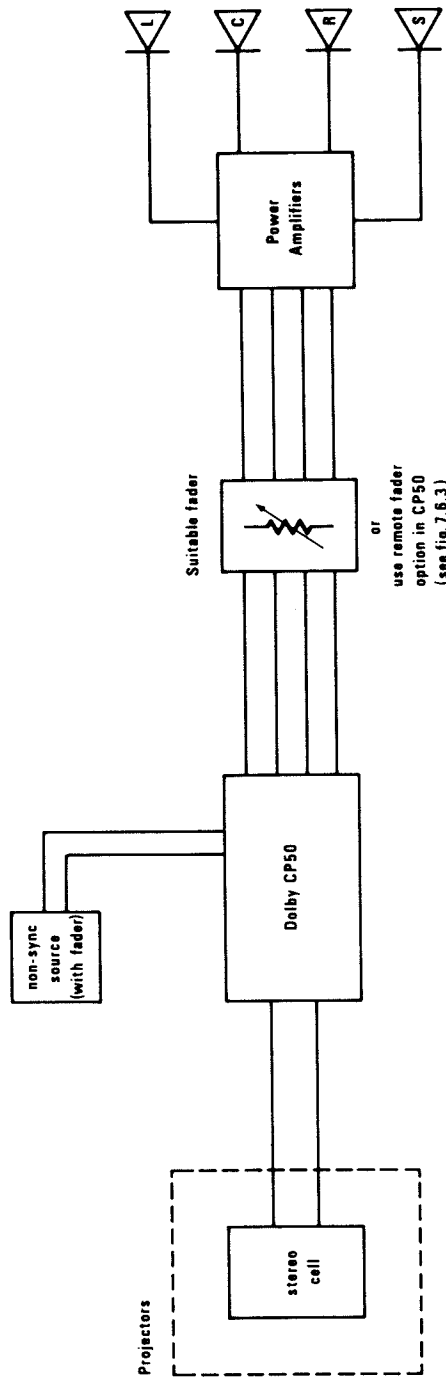 Projectors
stereo
cell
non-sync
source
(with fader)
Dolby CP50
Suitable fader
or
use remote fader
option in CP50
(see fig 7.6.3)
Power
Amplifiers
L
C
R
S